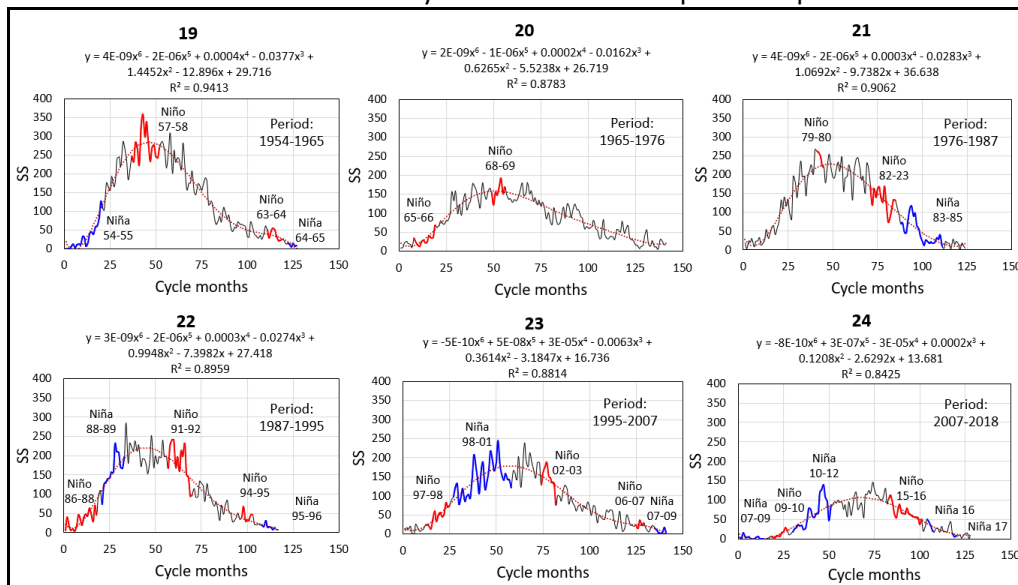 19
y = 4E-09x⁶ - 2E-06x⁵ + 0.0004x⁴ - 0.0377x³ +
1.4452x² - 12.896x + 29.716
R² = 0.9413
400
350
300
250
200
150
100
50
0
SS
Niño
57-58
Period:
1954-1965
Niña
54-55
Niño
63-64
Niña
64-65
0 25 50 75 100 125 150
Cycle months
20
y = 2E-09x⁶ - 1E-06x⁵ + 0.0002x⁴ - 0.0162x³ +
0.6265x² - 5.5238x + 26.719
R² = 0.8783
400
350
300
250
200
150
100
50
0
Period:
1965-1976
Niño
68-69
Niño
65-66
0 25 50 75 100 125 150
Cycle months
21
y = 4E-09x⁶ - 2E-06x⁵ + 0.0003x⁴ - 0.0283x³ +
1.0692x² - 9.7382x + 36.638
R² = 0.9062
400
350
300
250
200
150
100
50
0
SS
Period:
1976-1987
Niño
79-80
Niño
82-23
Niña
83-85
0 25 50 75 100 125 150
Cycle months
22
y = 3E-09x⁶ - 2E-06x⁵ + 0.0003x⁴ - 0.0274x³ +
0.9948x² - 7.3982x + 27.418
R² = 0.8959
400
350
300
250
200
150
100
50
0
SS
Niña
88-89
Niño
91-92
Period:
1987-1995
Niño
86-88
Niño
94-95
Niña
95-96
0 25 50 75 100 125 150
Cycle months
23
y = -5E-10x⁶ + 5E-08x⁵ + 3E-05x⁴ - 0.0063x³ +
0.3614x² - 3.1847x + 16.736
R² = 0.8814
400
350
300
250
200
150
100
50
0
Period:
1995-2007
Niña
98-01
Niño
02-03
Niño
97-98
Niño
06-07
Niña
07-09
0 25 50 75 100 125 150
Cycle months
24
y = -8E-10x⁶ + 3E-07x⁵ - 3E-05x⁴ + 0.0002x³ +
0.1208x² - 2.6292x + 13.681
R² = 0.8425
400
350
300
250
200
150
100
50
0
SS
Period:
2007-2018
Niña
10-12
Niño
09-10
Niña
07-09
Niño
15-16
Niña 16
Niña 17
0 25 50 75 100 125 150
Cycle months